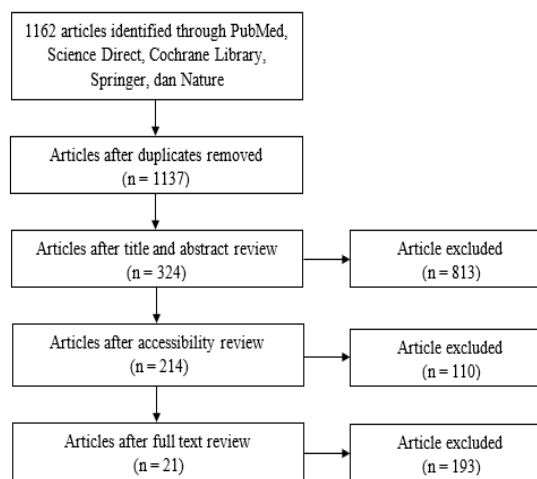 1162 articles identified through PubMed,
Science Direct, Cochrane Library,
Springer, dan Nature
Articles after duplicates removed
(n = 1137)
Articles after title and abstract review
(n = 324)
Article excluded
(n = 813)
Articles after accessibility review
(n = 214)
Article excluded
(n = 110)
Articles after full text review
(n = 21)
Article excluded
(n = 193)